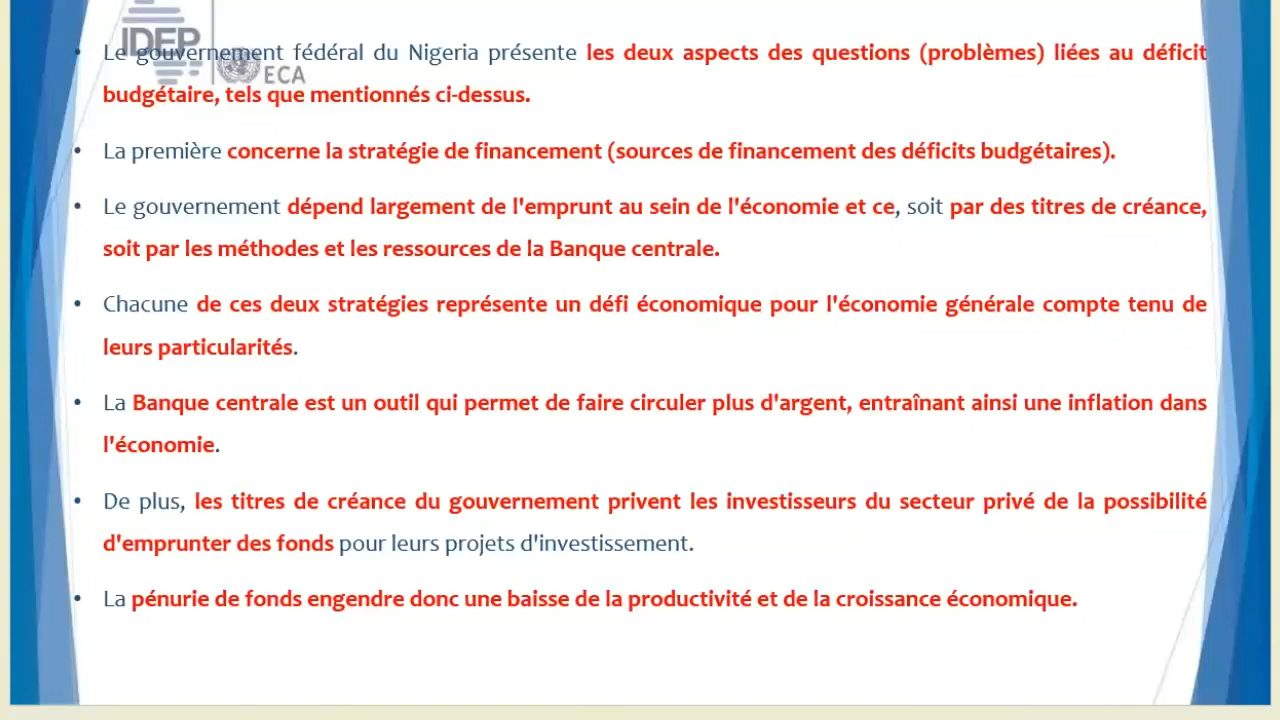 IDEP
ECA
• Le gouvernement fédéral du Nigeria présente les deux aspects des questions (problèmes) liées au déficit
budgétaire, tels que mentionnés ci-dessus.
• La première concerne la stratégie de financement (sources de financement des déficits budgétaires).
• Le gouvernement dépend largement de l'emprunt au sein de l'économie et ce, soit par des titres de créance,
soit par les méthodes et les ressources de la Banque centrale.
• Chacune de ces deux stratégies représente un défi économique pour l'économie générale compte tenu de
leurs particularités.
• La Banque centrale est un outil qui permet de faire circuler plus d'argent, entraînant ainsi une inflation dans
l'économie.
• De plus, les titres de créance du gouvernement privent les investisseurs du secteur privé de la possibilité
d'emprunter des fonds pour leurs projets d'investissement.
• La pénurie de fonds engendre donc une baisse de la productivité et de la croissance économique.